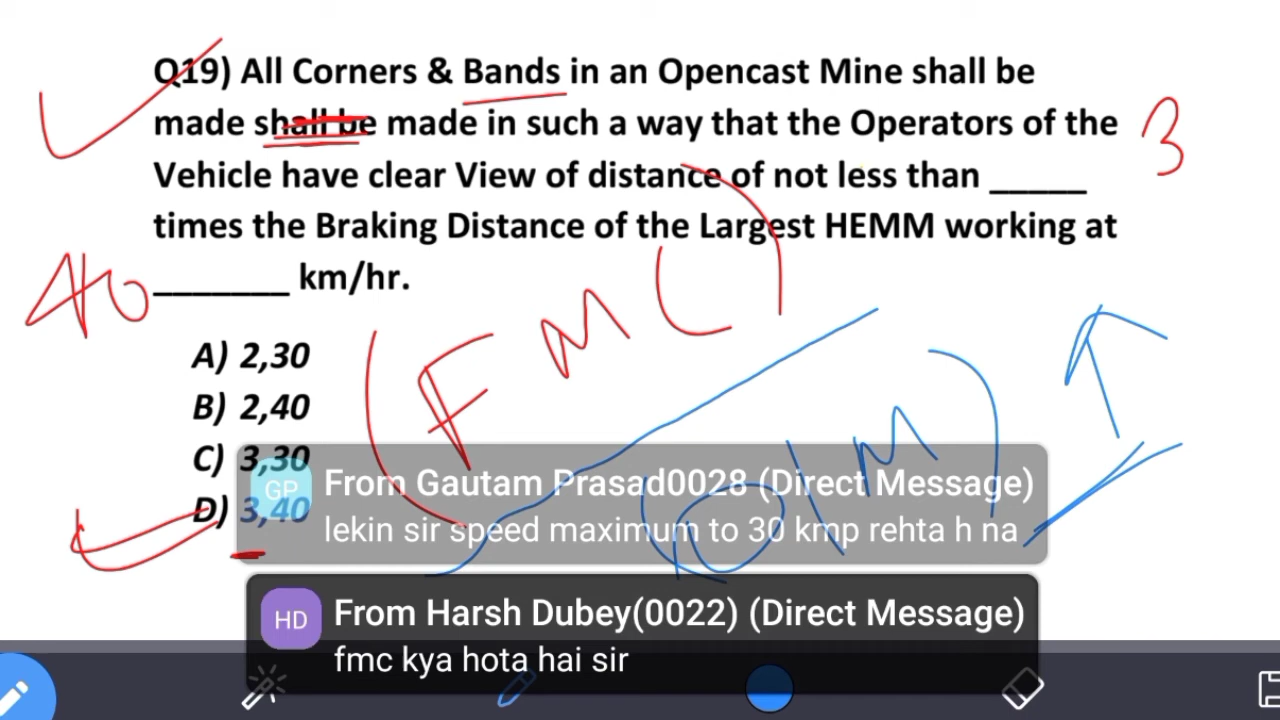 Q19) All Corners & Bands in an Opencast Mine shall be
made shall be made in such a way that the Operators of the
Vehicle have clear View of distance of not less than _____
times the Braking Distance of the Largest HEMM working at
_______ km/hr.
3
40
A) 2,30
B) 2,40
C) 3,30
D) 3,40
(FMC)
GP
From Gautam Prasad0028 (Direct Message)
lekin sir speed maximum to 30 kmp rehta h na
HD
From Harsh Dubey(0022) (Direct Message)
fmc kya hota hai sir